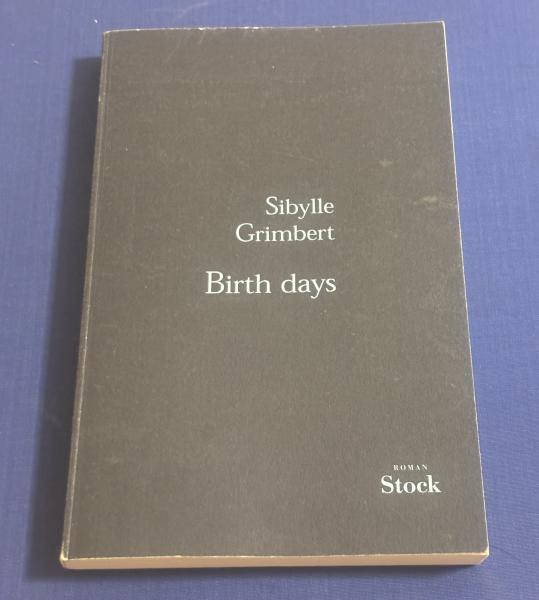 Sibylle
Grimbert
Birth days
ROMAN
Stock